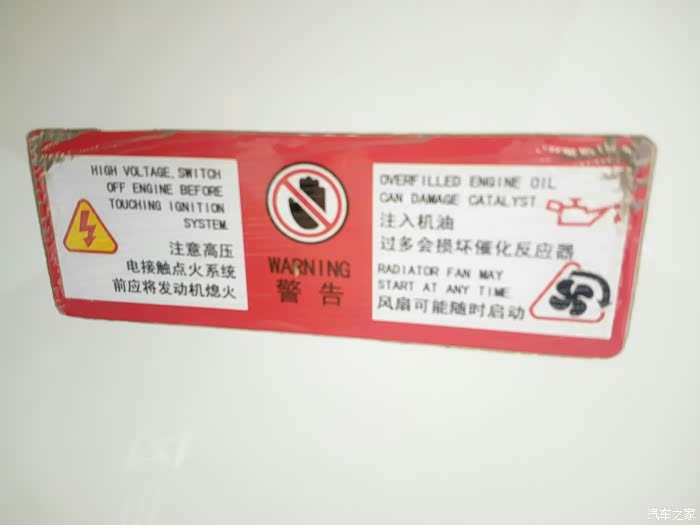 HIGH VOLTAGE, SWITCH
OFF ENGINE BEFORE
TOUCHING IGNITION
SYSTEM.
注意高压
电接触点火系统
前应将发动机熄火
WARNING
警告
OVERFILLED ENGINE OIL
CAN DAMAGE CATALYST
注入机油
过多会损坏催化反应器
RADIATOR FAN MAY
START AT ANY TIME
风扇可能随时启动
汽车之家